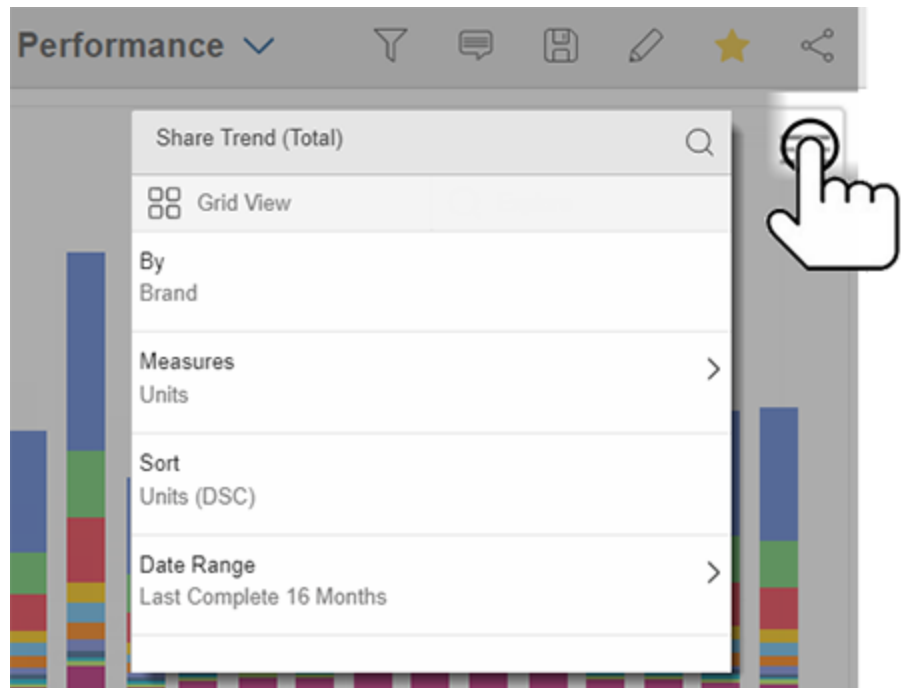 Performance
Share Trend (Total)
Grid View
By
Brand
Measures
Units
Sort
Units (DSC)
Date Range
Last Complete 16 Months